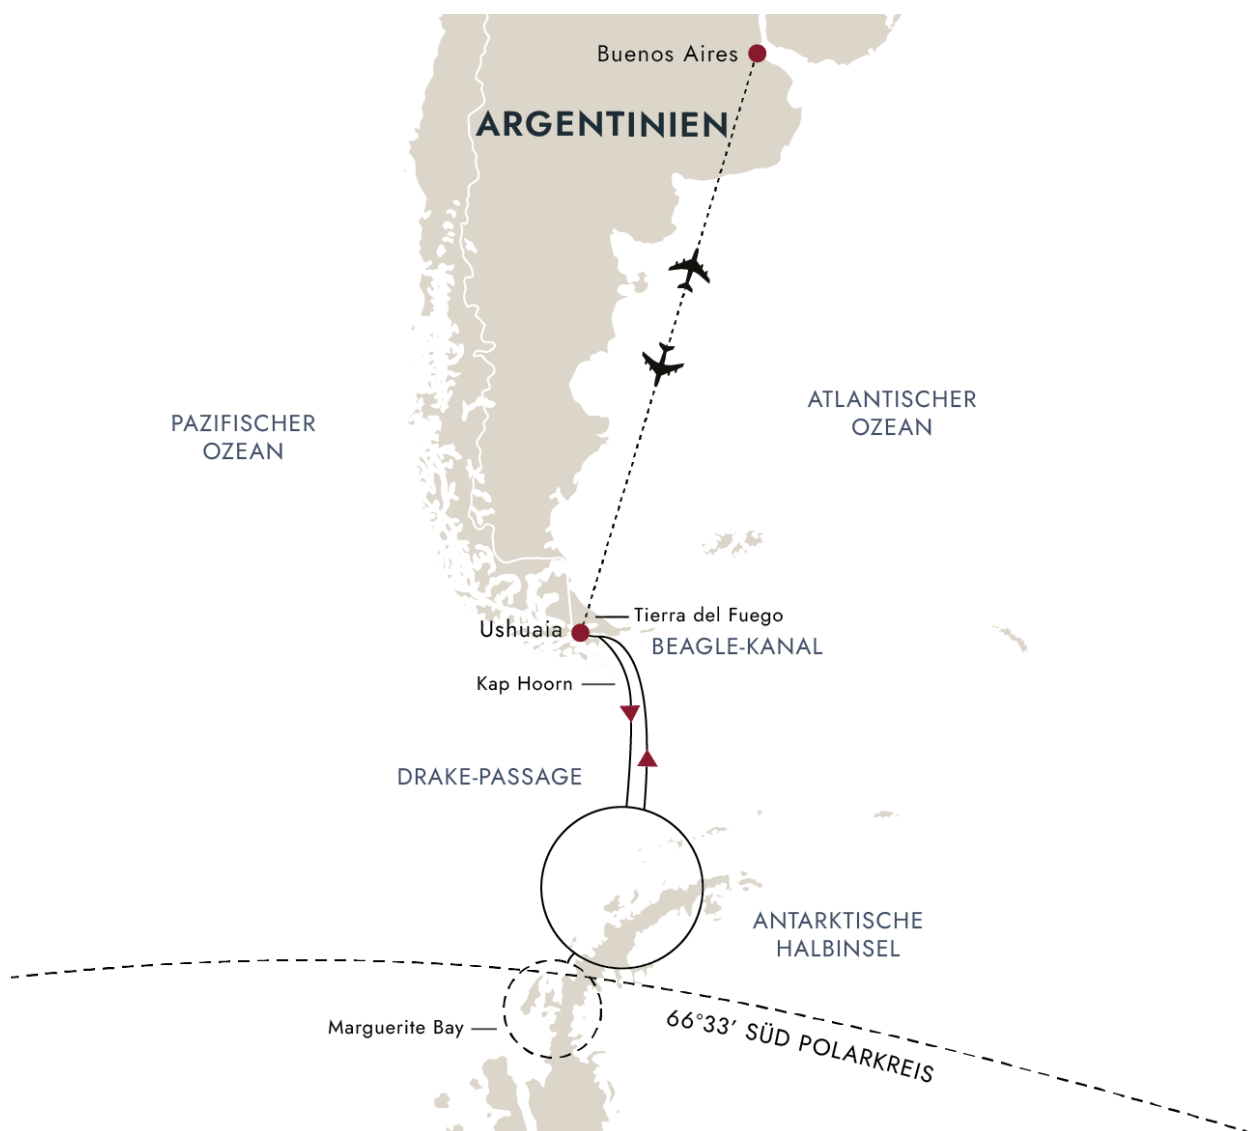 Buenos Aires
ARGENTINIEN
ATLANTISCHER
OZEAN
PAZIFISCHER
OZEAN
Tierra del Fuego
Ushuaia
BEAGLE-KANAL
Kap Hoorn
DRAKE-PASSAGE
ANTARKTISCHE
HALBINSEL
Marguerite Bay
66°33’ SÜD POLARKREIS